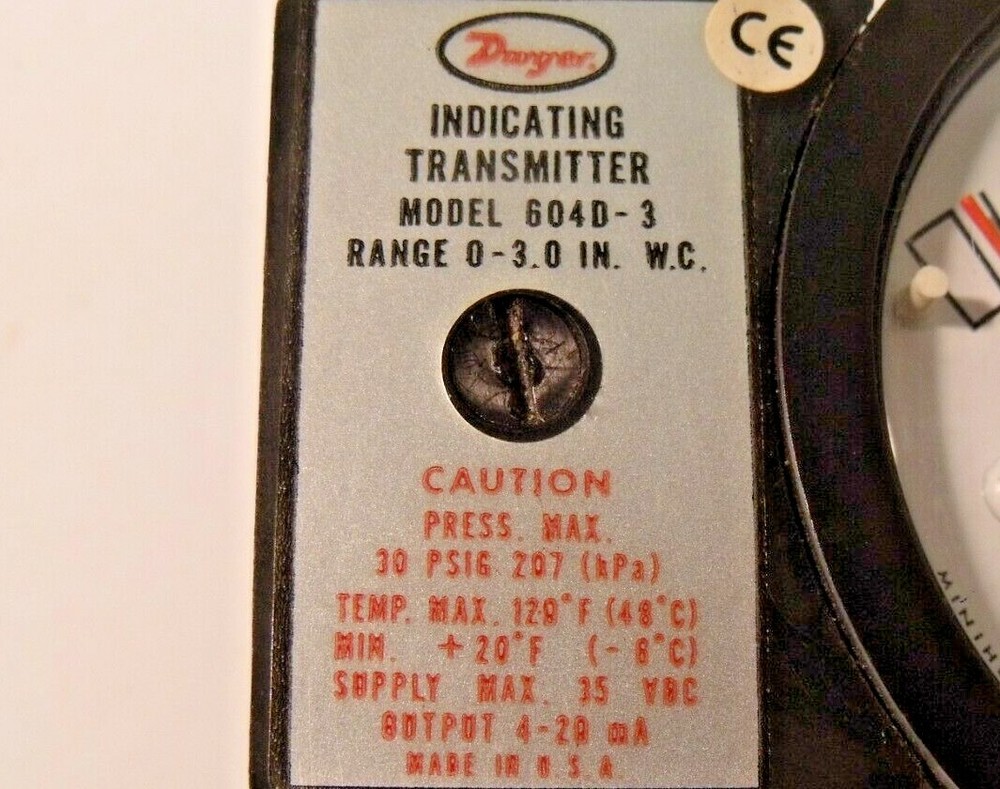 Dwyer
CE
INDICATING
TRANSMITTER
MODEL 604D-3
RANGE 0-3.0 IN. W.C.
CAUTION
PRESS. MAX.
30 PSIG 207 (kPa)
TEMP. MAX. 120°F (48°C)
MIN. +20°F (-6°C)
SUPPLY MAX. 35 VDC
OUTPUT 4-20 mA
MADE IN U.S.A.